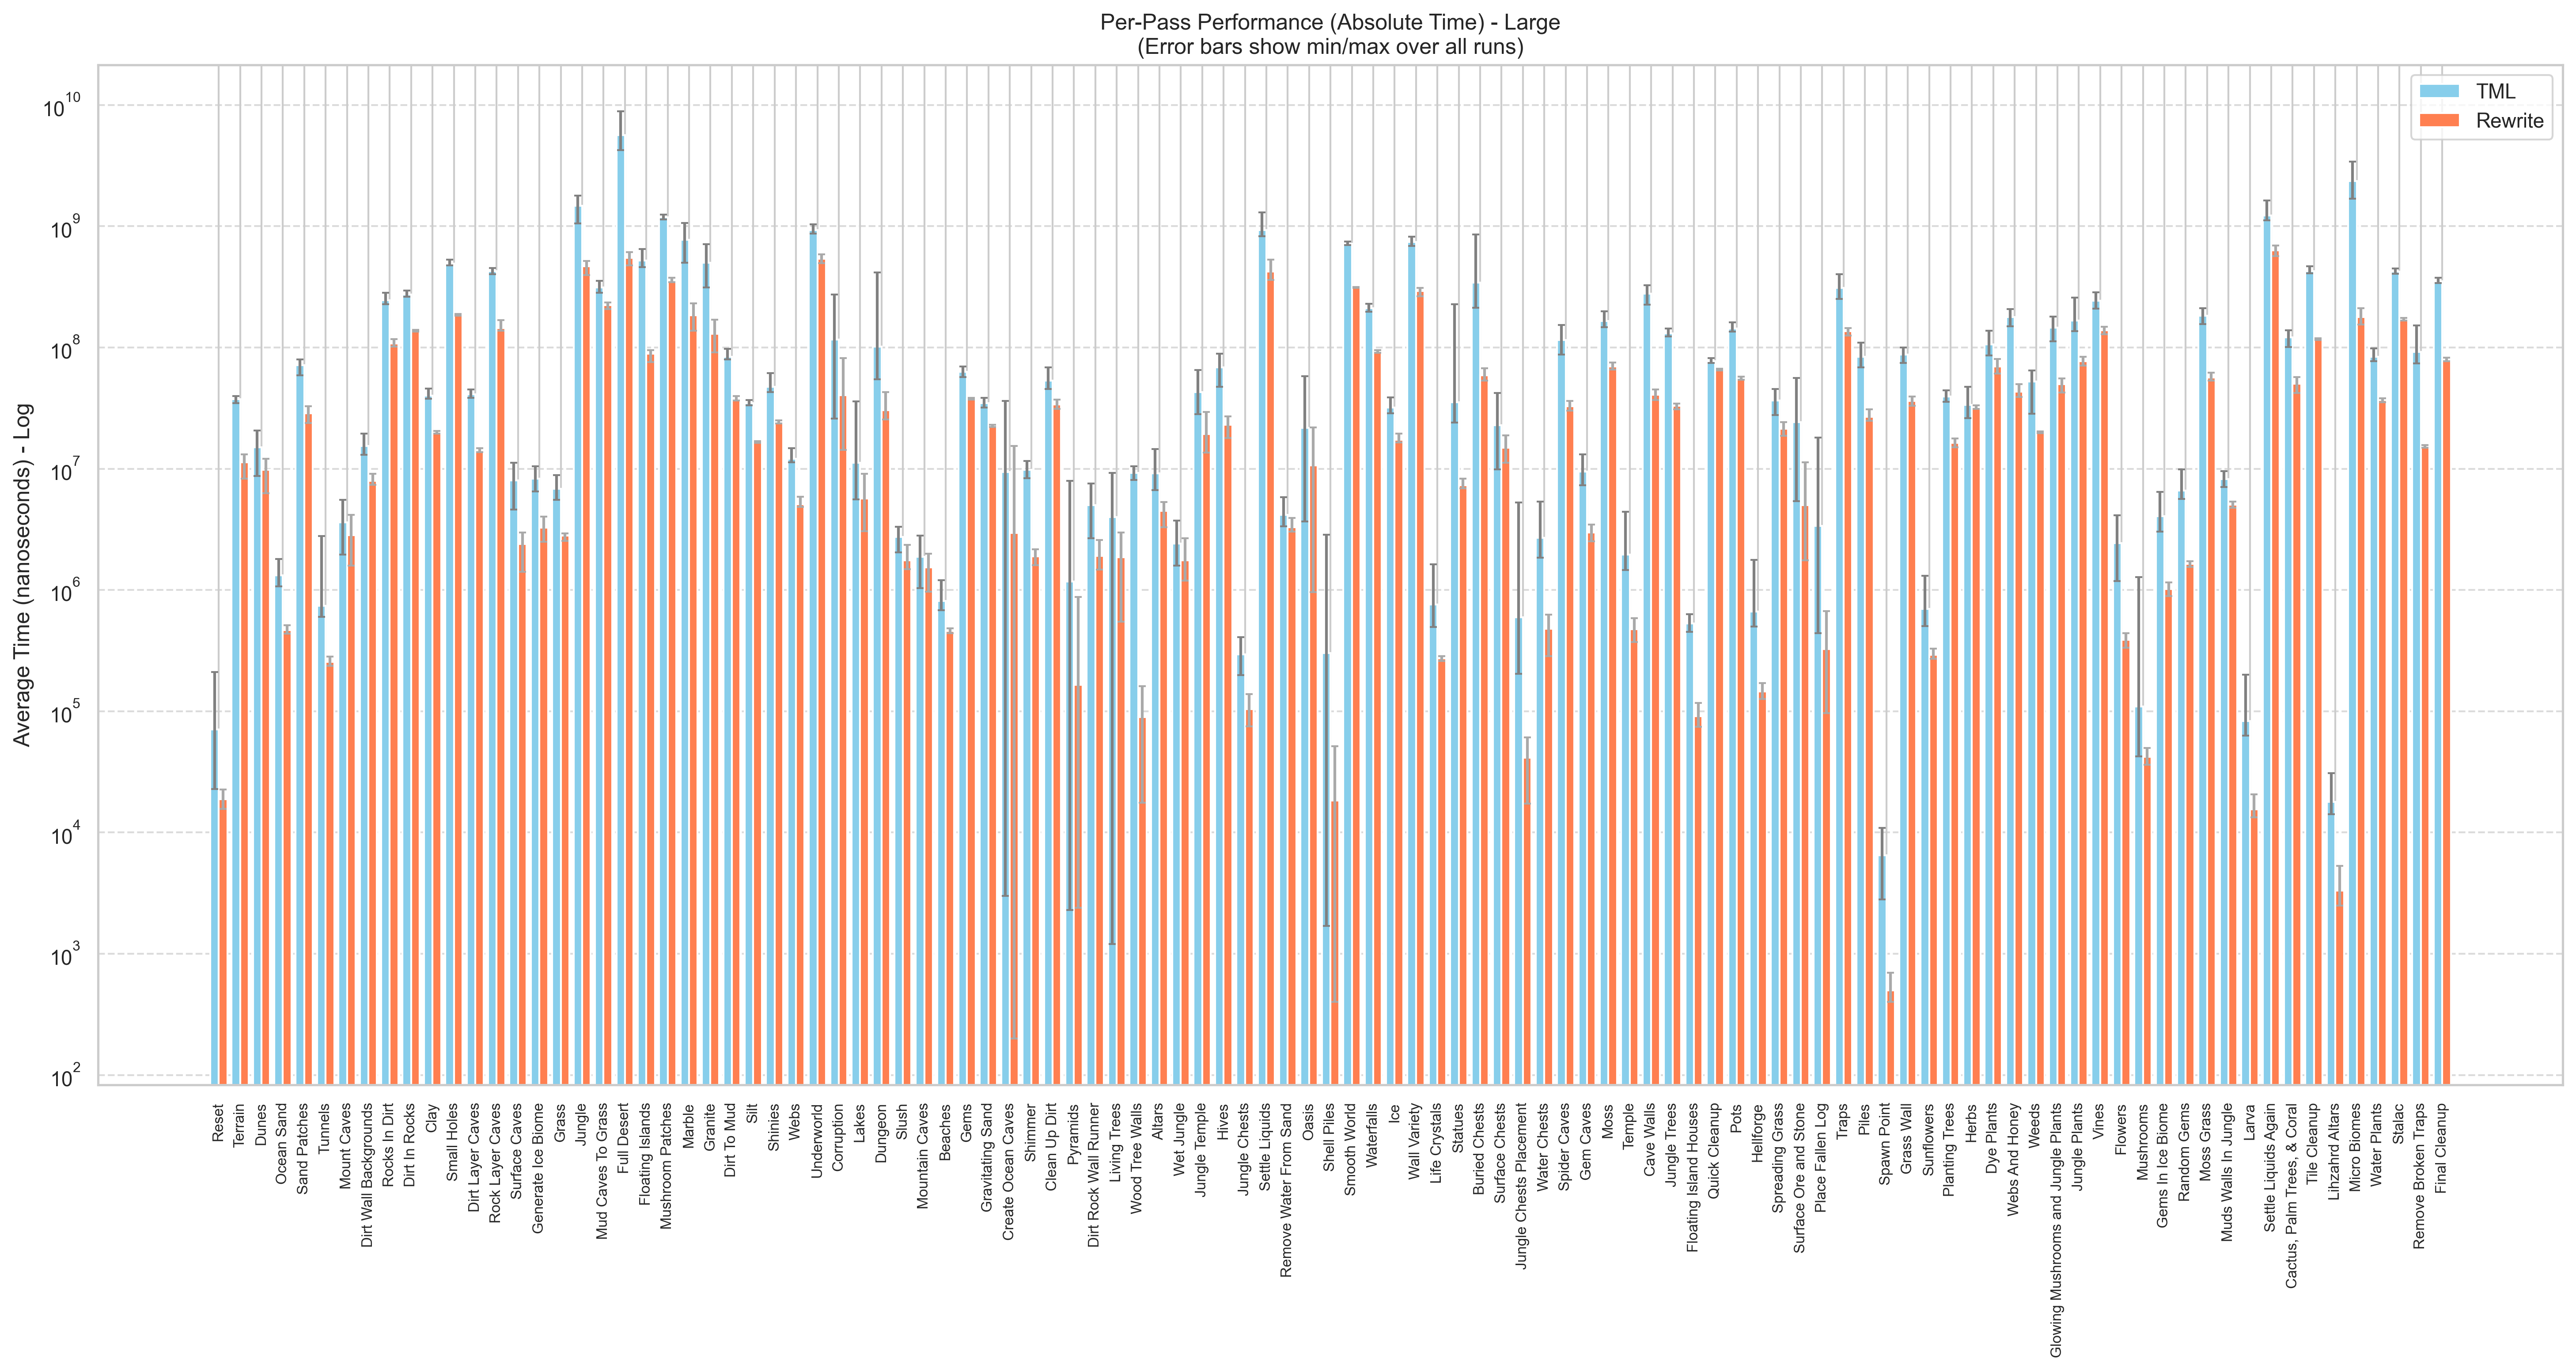 Per-Pass Performance (Absolute Time) - Large
(Error bars show min/max over all runs)
TML
Rewrite
Average Time (nanoseconds) - Log
10^10
10^9
10^8
10^7
10^6
10^5
10^4
10^3
10^2
Reset
Terrain
Dunes
Ocean Sand
Sand Patches
Tunnels
Mount Caves
Dirt Wall Backgrounds
Rocks In Dirt
Dirt In Rocks
Clay
Small Holes
Dirt Layer Caves
Rock Layer Caves
Surface Caves
Generate Ice Biome
Grass
Jungle
Mud Caves To Grass
Full Desert
Floating Islands
Mushroom Patches
Marble
Granite
Dirt To Mud
Silt
Shinies
Webs
Underworld
Corruption
Lakes
Dungeon
Slush
Mountain Caves
Beaches
Gems
Gravitating Sand
Create Ocean Caves
Shimmer
Clean Up Dirt
Pyramids
Dirt Rock Wall Runner
Living Trees
Wood Tree Walls
Altars
Wet Jungle
Jungle Temple
Hives
Jungle Chests
Settle Liquids
Remove Water From Sand
Oasis
Shell Piles
Smooth World
Waterfalls
Ice
Wall Variety
Life Crystals
Statues
Buried Chests
Surface Chest
Jungle Chests Placement
Water Chests
Spider Caves
Gem Caves
Moss
Temple
Cave Walls
Jungle Trees
Floating Island Houses
Quick Cleanup
Pots
Hellforge
Spreading Grass
Surface Ore and Stone
Place Fallen Log
Traps
Piles
Spawn Point
Grass Wall
Sunflowers
Planting Trees
Herbs
Dye Plants
Webs And Honey
Weeds
Glowing Mushrooms and Jungle Plants
Jungle Plants
Vines
Flowers
Mushrooms
Gems In Ice Biome
Random Gems
Moss Grass
Muds Walls In Jungle
Larva
Settle Liquids Again
Cactus, Palm Trees, & Coral
Tile Cleanup
Lihzahrd Altars
Micro Biomes
Water Plants
Stalac
Remove Broken Traps
Final Cleanup